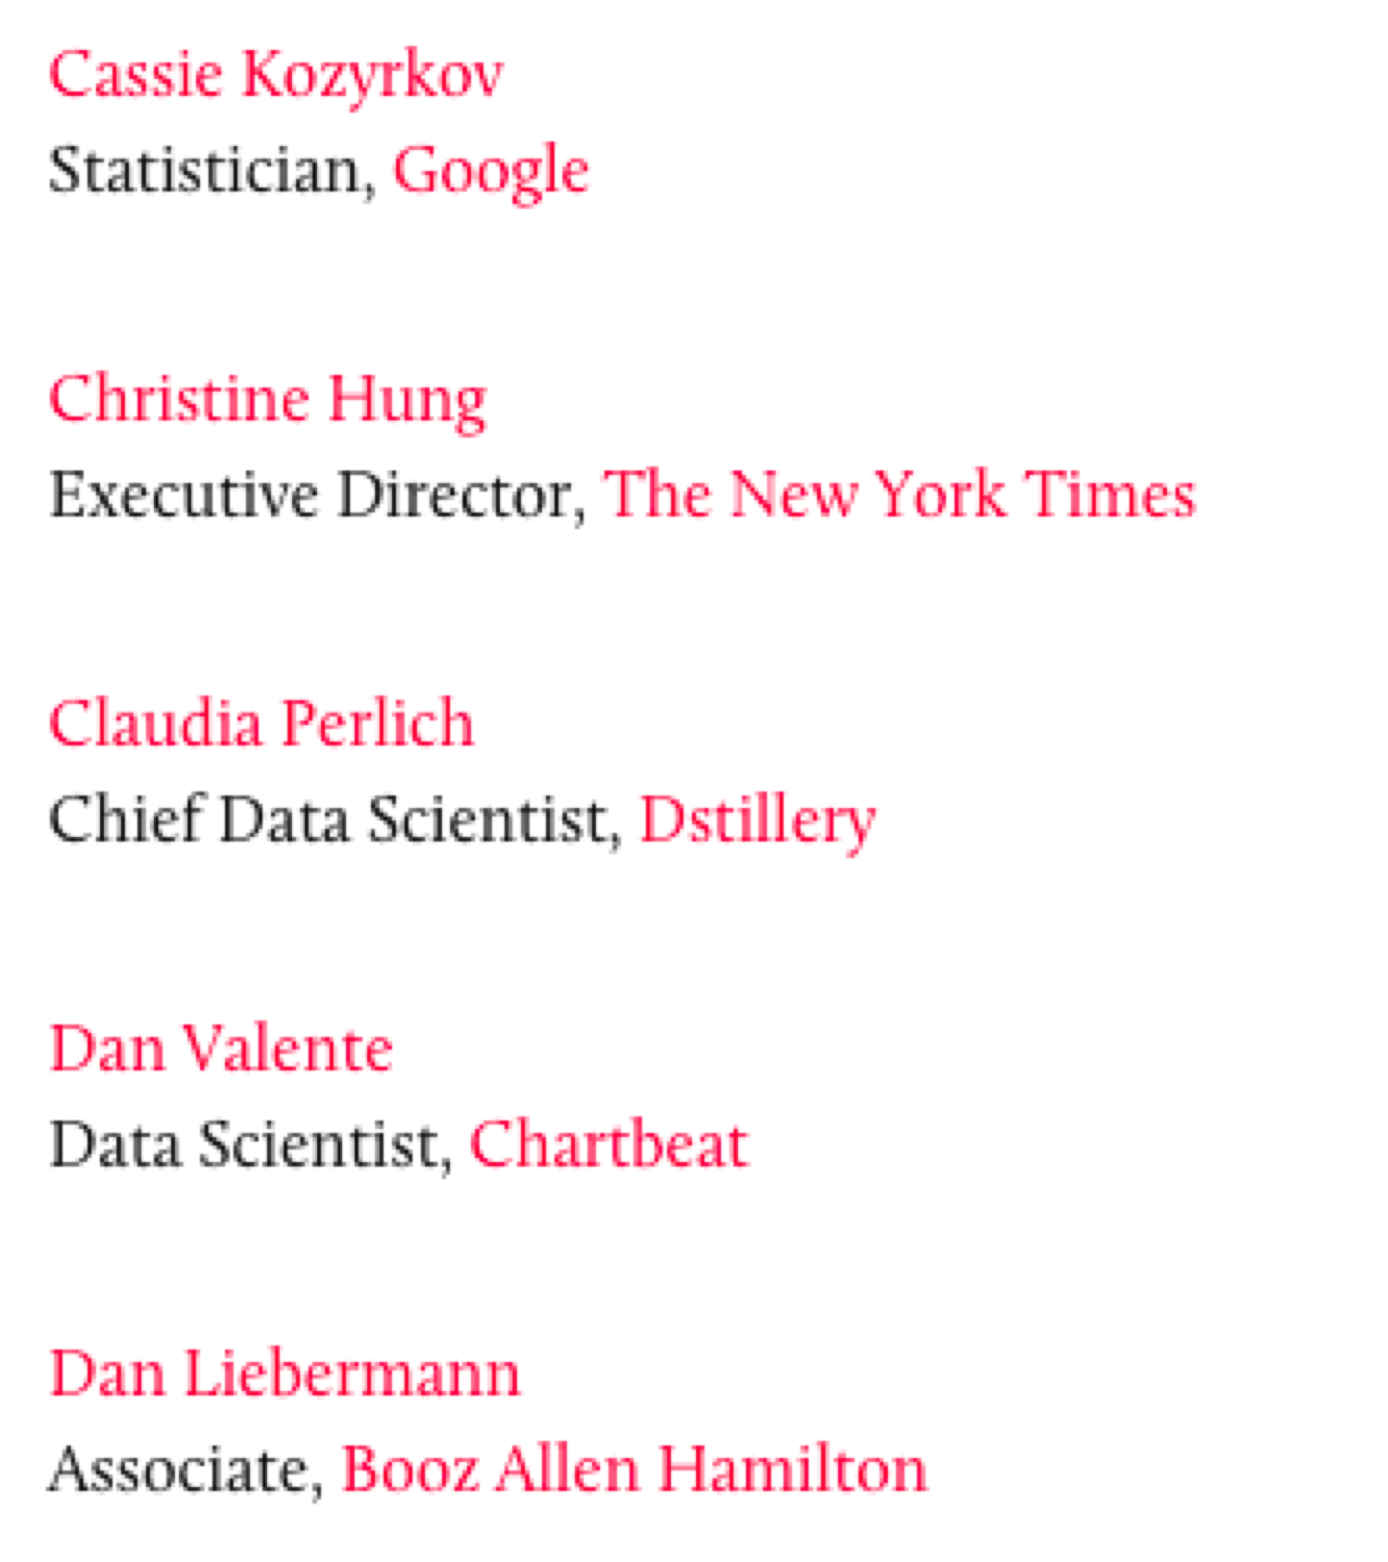 Cassie Kozyrkov
Statistician, Google
Christine Hung
Executive Director, The New York Times
Claudia Perlich
Chief Data Scientist, Dstillery
Dan Valente
Data Scientist, Chartbeat
Dan Liebermann
Associate, Booz Allen Hamilton